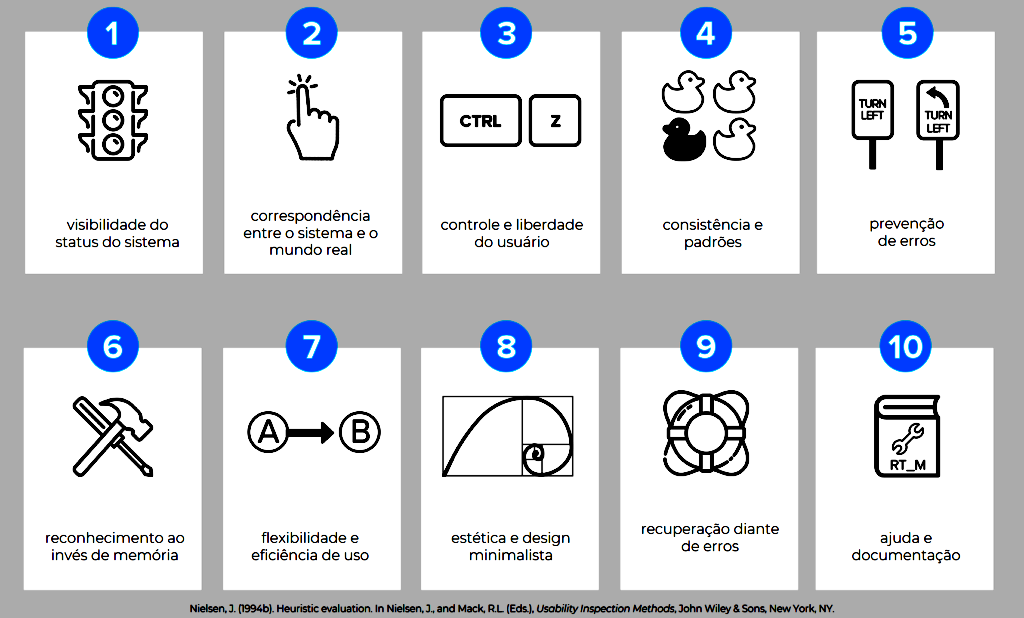 1
2
3
4
5
CTRL
Z
TURN
LEFT
TURN
LEFT
visibilidade do
status do sistema
correspondência
entre o sistema e o
mundo real
controle e liberdade
do usuário
consistência e
padrões
prevenção
de erros
6
7
8
9
10
A
B
RT_M
reconhecimento ao
invés de memória
flexibilidade e
eficiência de uso
estética e design
minimalista
recuperação diante
de erros
ajuda e
documentação
Nielsen, J. (1994b). Heuristic evaluation. In Nielsen, J., and Mack, R.L. (Eds.), Usability Inspection Methods, John Wiley & Sons, New York, NY.